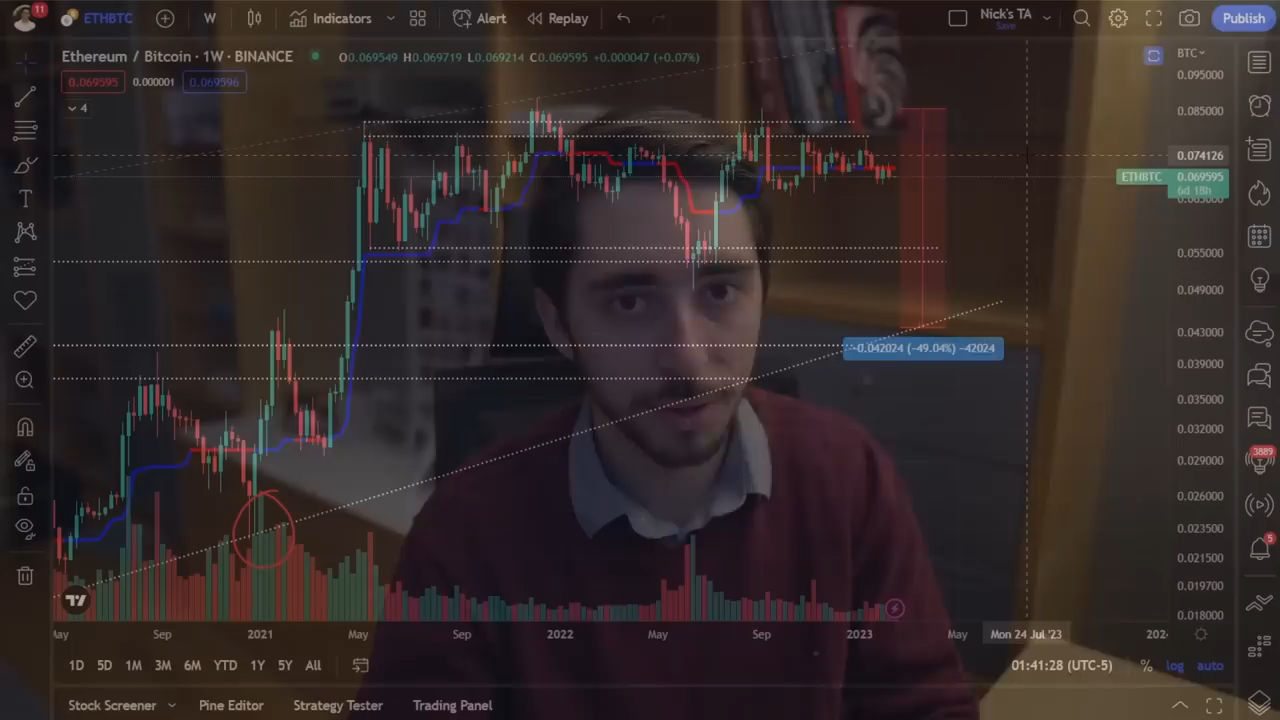 11
ETHBTC
W
Indicators
Alert
Replay
Nick's TA
Save
Publish
Ethereum / Bitcoin · 1W · BINANCE
O0.069549 H0.069719 L0.069214 C0.069595 +0.000047 (+0.07%)
BTC
0.069595
0.000001
0.069596
4
0.095000
0.085000
0.074126
ETHBTC
0.069595
6d 18h
0.063000
0.055000
0.049000
0.043000
−0.042024 (−49.04%) −42024
0.039000
0.035000
0.032000
0.029000
3889
0.026000
0.023500
5
0.021500
0.019700
0.018000
May
Sep
2021
May
Sep
2022
May
Sep
2023
May
Mon 24 Jul '23
202
1D
5D
1M
3M
6M
YTD
1Y
5Y
All
01:41:28 (UTC-5)
%
log
auto
Stock Screener
Pine Editor
Strategy Tester
Trading Panel